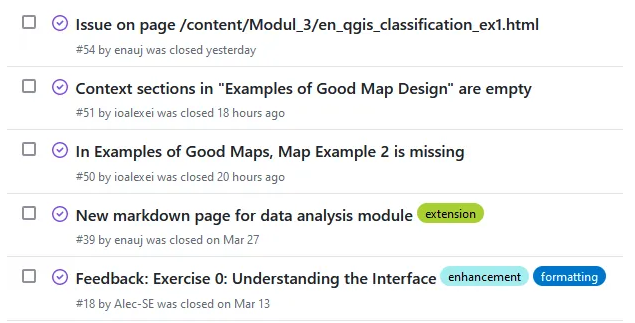 Issue on page /content/Modul_3/en_qgis_classification_ex1.html
#54 by enauj was closed yesterday
Context sections in "Examples of Good Map Design" are empty
#51 by ioalexei was closed 18 hours ago
In Examples of Good Maps, Map Example 2 is missing
#50 by ioalexei was closed 20 hours ago
New markdown page for data analysis module extension
#39 by enauj was closed on Mar 27
Feedback: Exercise 0: Understanding the Interface enhancement formatting
#18 by Alec-SE was closed on Mar 13